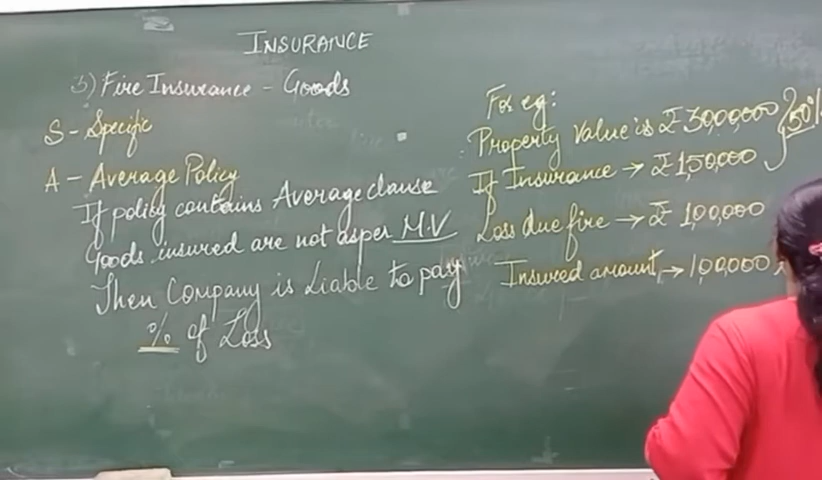 INSURANCE
3) Fire Insurance - Goods
S - Specific
A - Average Policy
If policy contains Average clause
Goods insured are not as per M.V
Then Company is Liable to pay
% of Loss
For eg:
Property Value is ₹ 30,00,000
If Insurance → ₹ 1,50,000
50%
Loss due fire → ₹ 1,00,000
Insured amount → 1,00,000 x